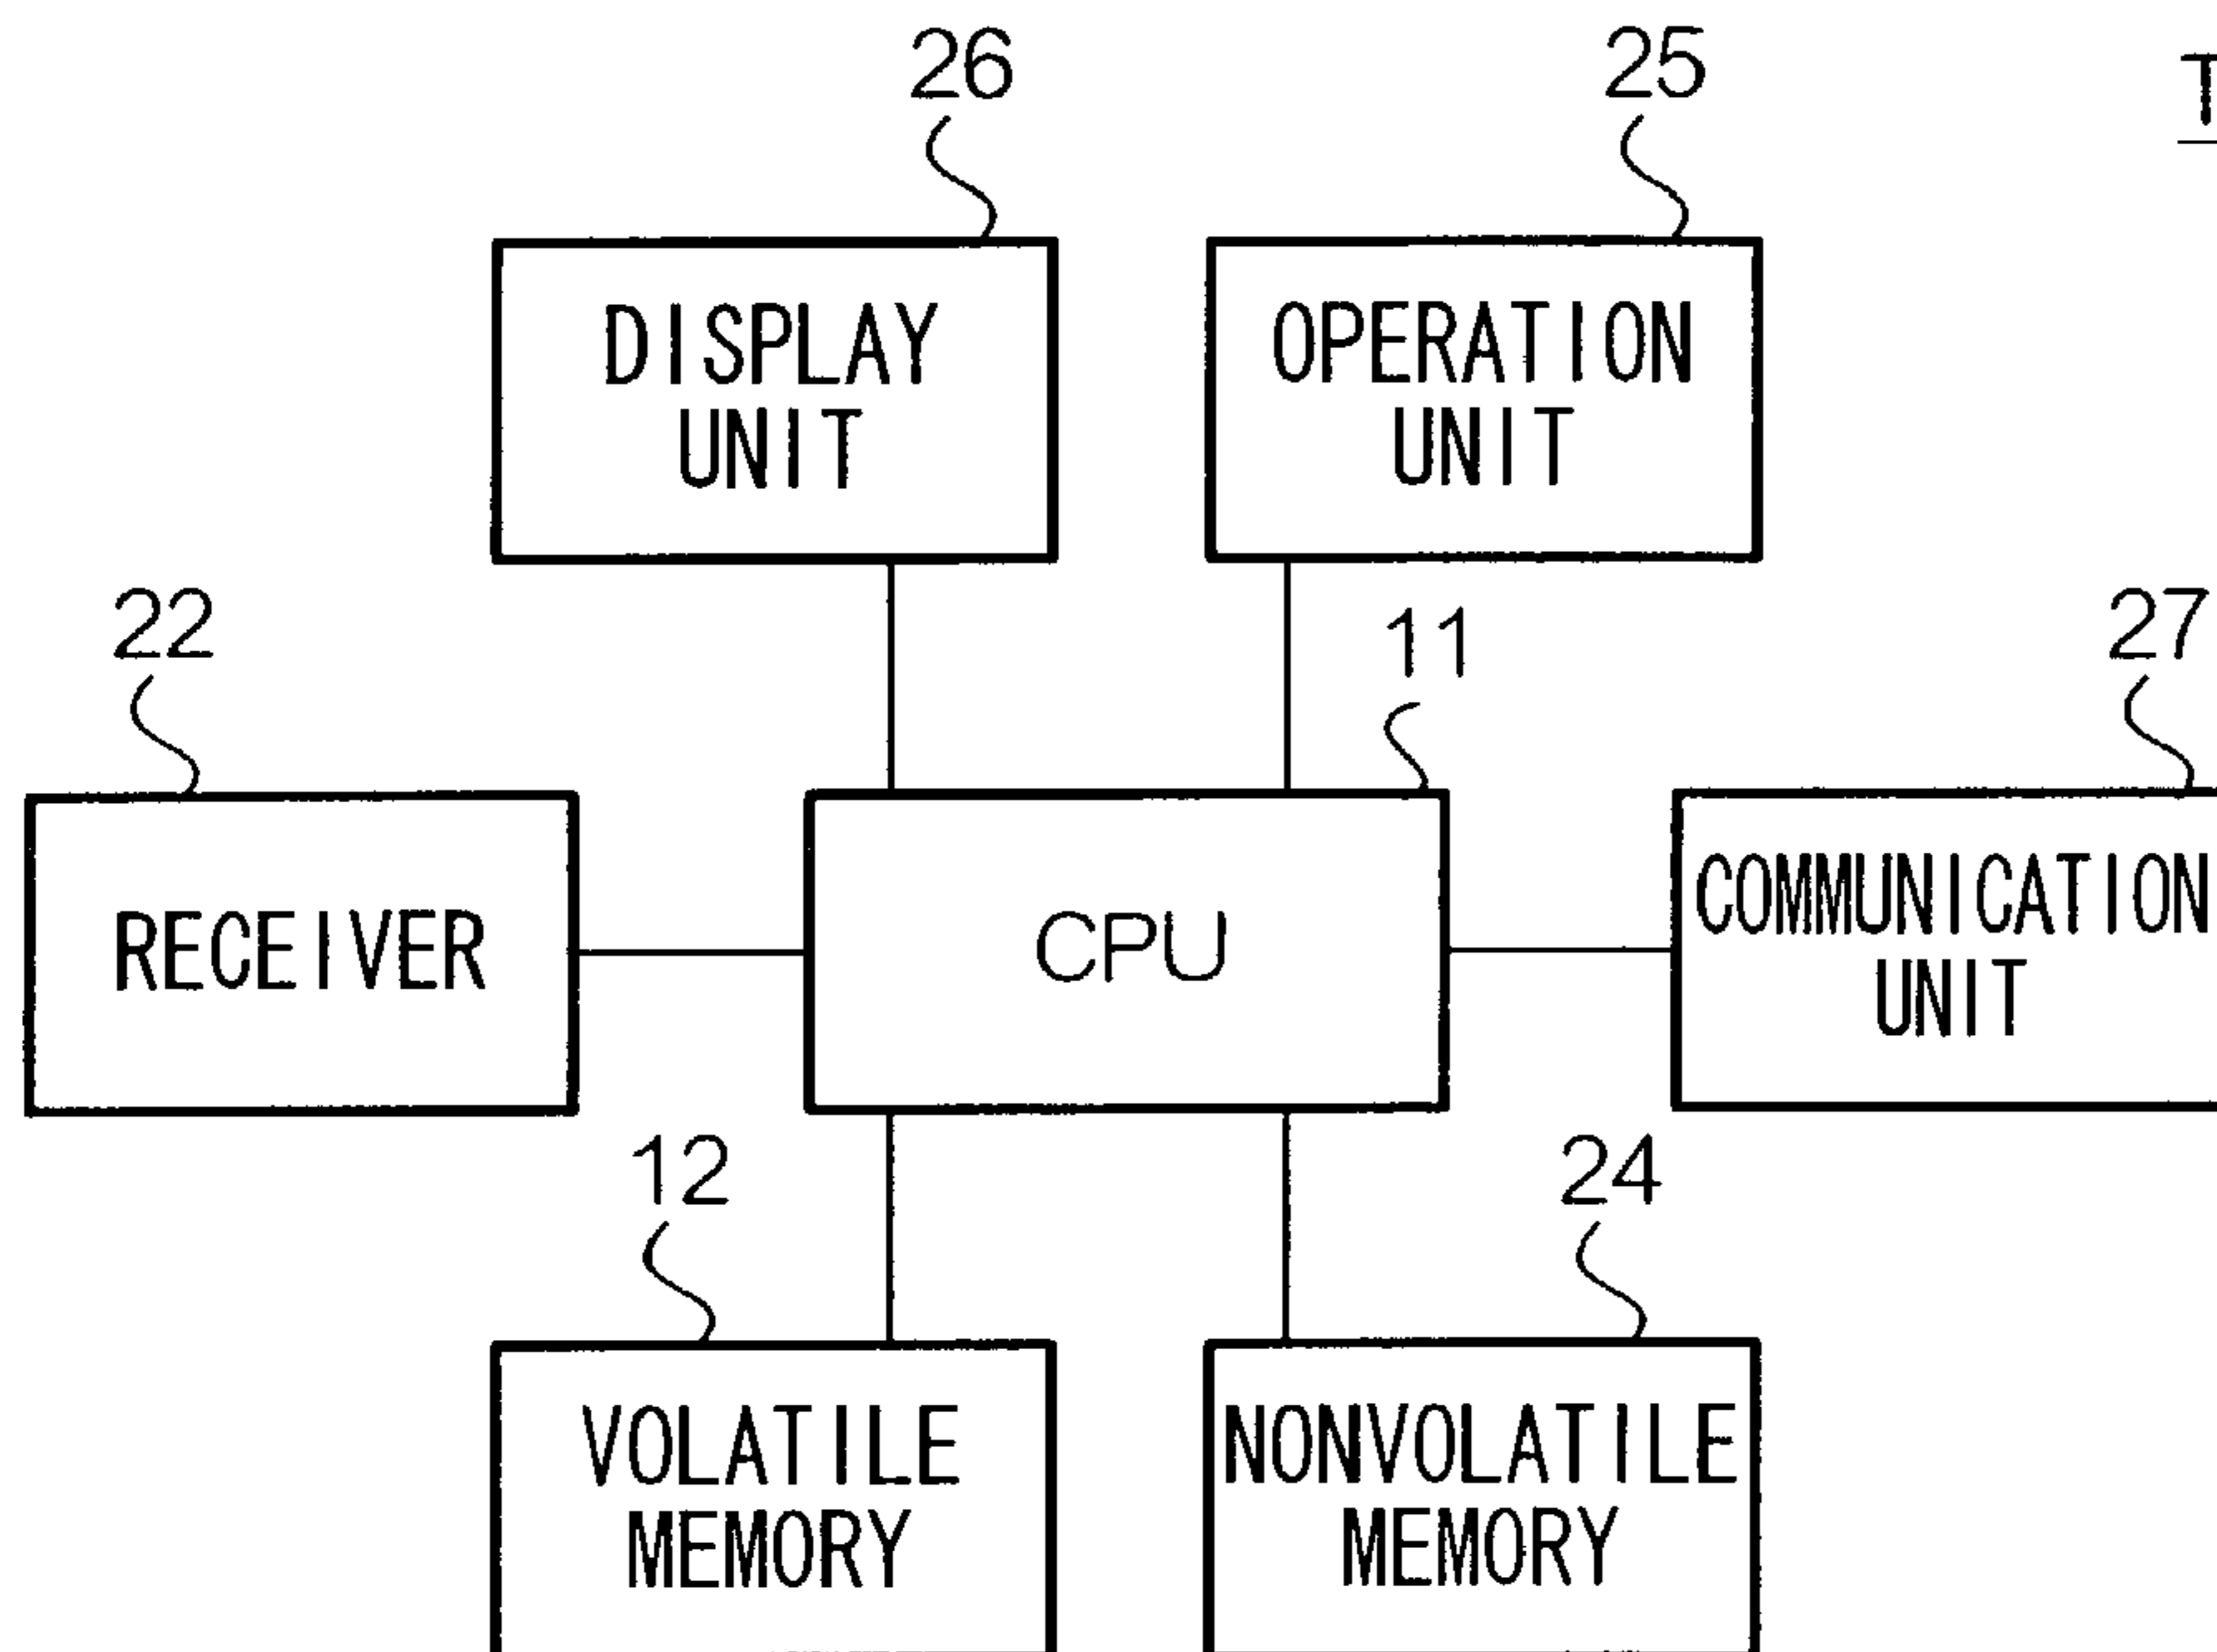 26
25
T
DISPLAY
UNIT
OPERATION
UNIT
22
11
27
RECEIVER
CPU
COMMUNICATION
UNIT
12
24
VOLATILE
MEMORY
NONVOLATILE
MEMORY